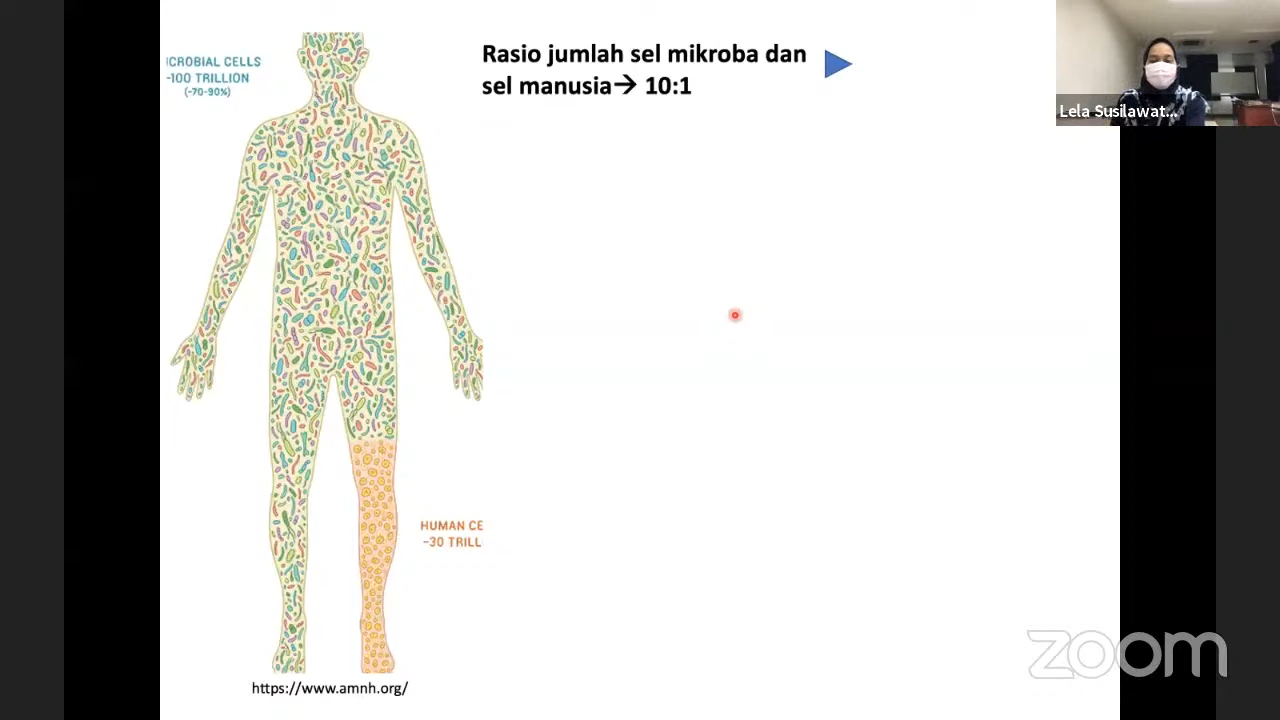 ICROBIAL CELLS
~100 TRILLION
(~70-90%)
Rasio jumlah sel mikroba dan
sel manusia→ 10:1
Lela Susilawat...
HUMAN CE
~30 TRILL
https://www.amnh.org/
zoom